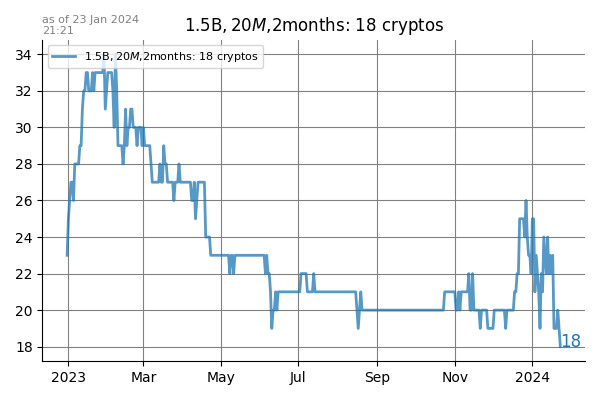 as of 23 Jan 2024
21:21
1.5B, 20M,2months: 18 cryptos
1.5B, 20M,2months: 18 cryptos
34
32
30
28
26
24
22
20
18
18
2023 Mar May Jul Sep Nov 2024